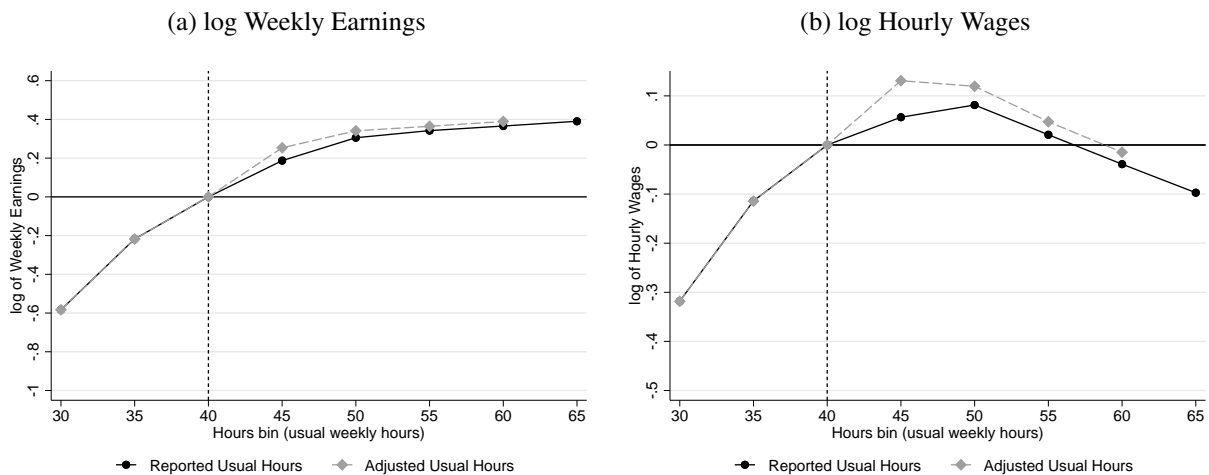 (a) log Weekly Earnings
log of Weekly Earnings
.6
.4
.2
0
-.2
-.4
-.6
-.8
-1
30 35 40 45 50 55 60 65
Hours bin (usual weekly hours)
Reported Usual Hours Adjusted Usual Hours
(b) log Hourly Wages
log of Hourly Wages
.1
0
-.1
-.2
-.3
-.4
-.5
30 35 40 45 50 55 60 65
Hours bin (usual weekly hours)
Reported Usual Hours Adjusted Usual Hours